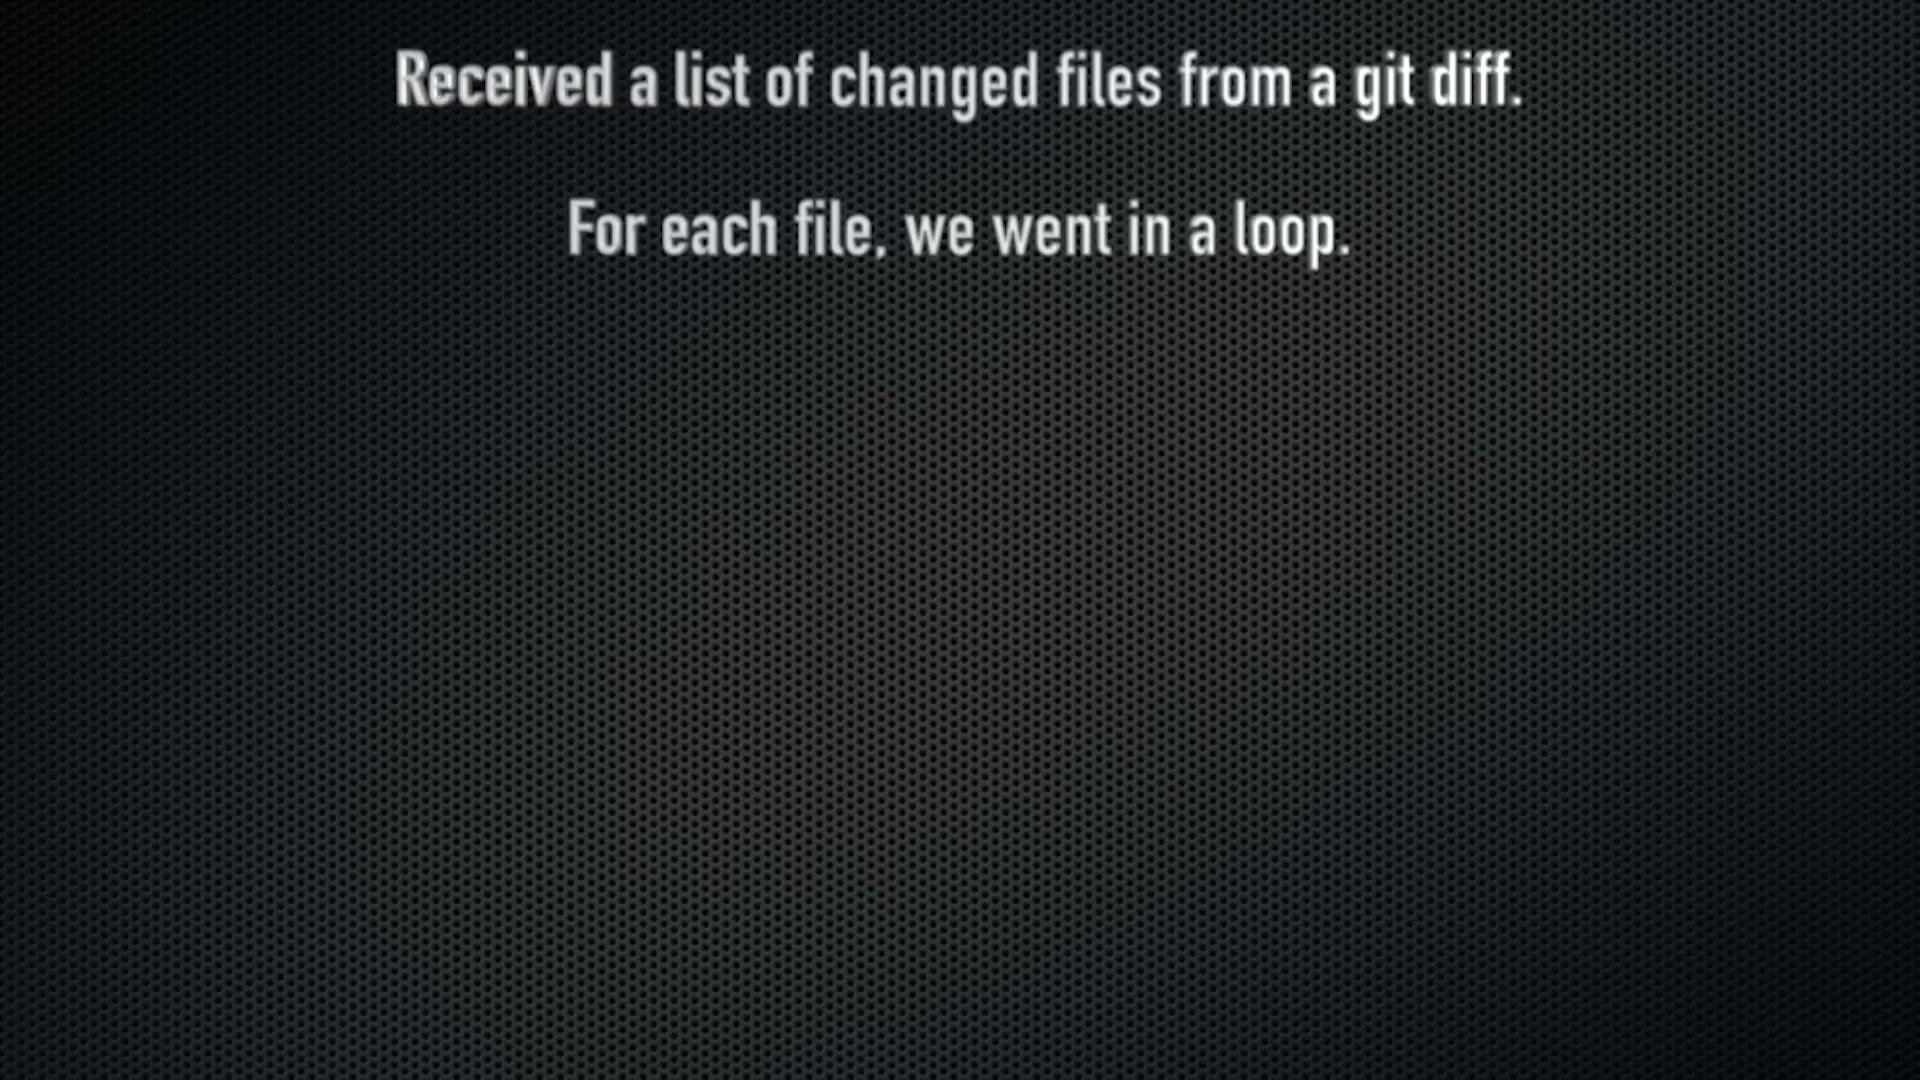 Received a list of changed files from a git diff.
For each file, we went in a loop.